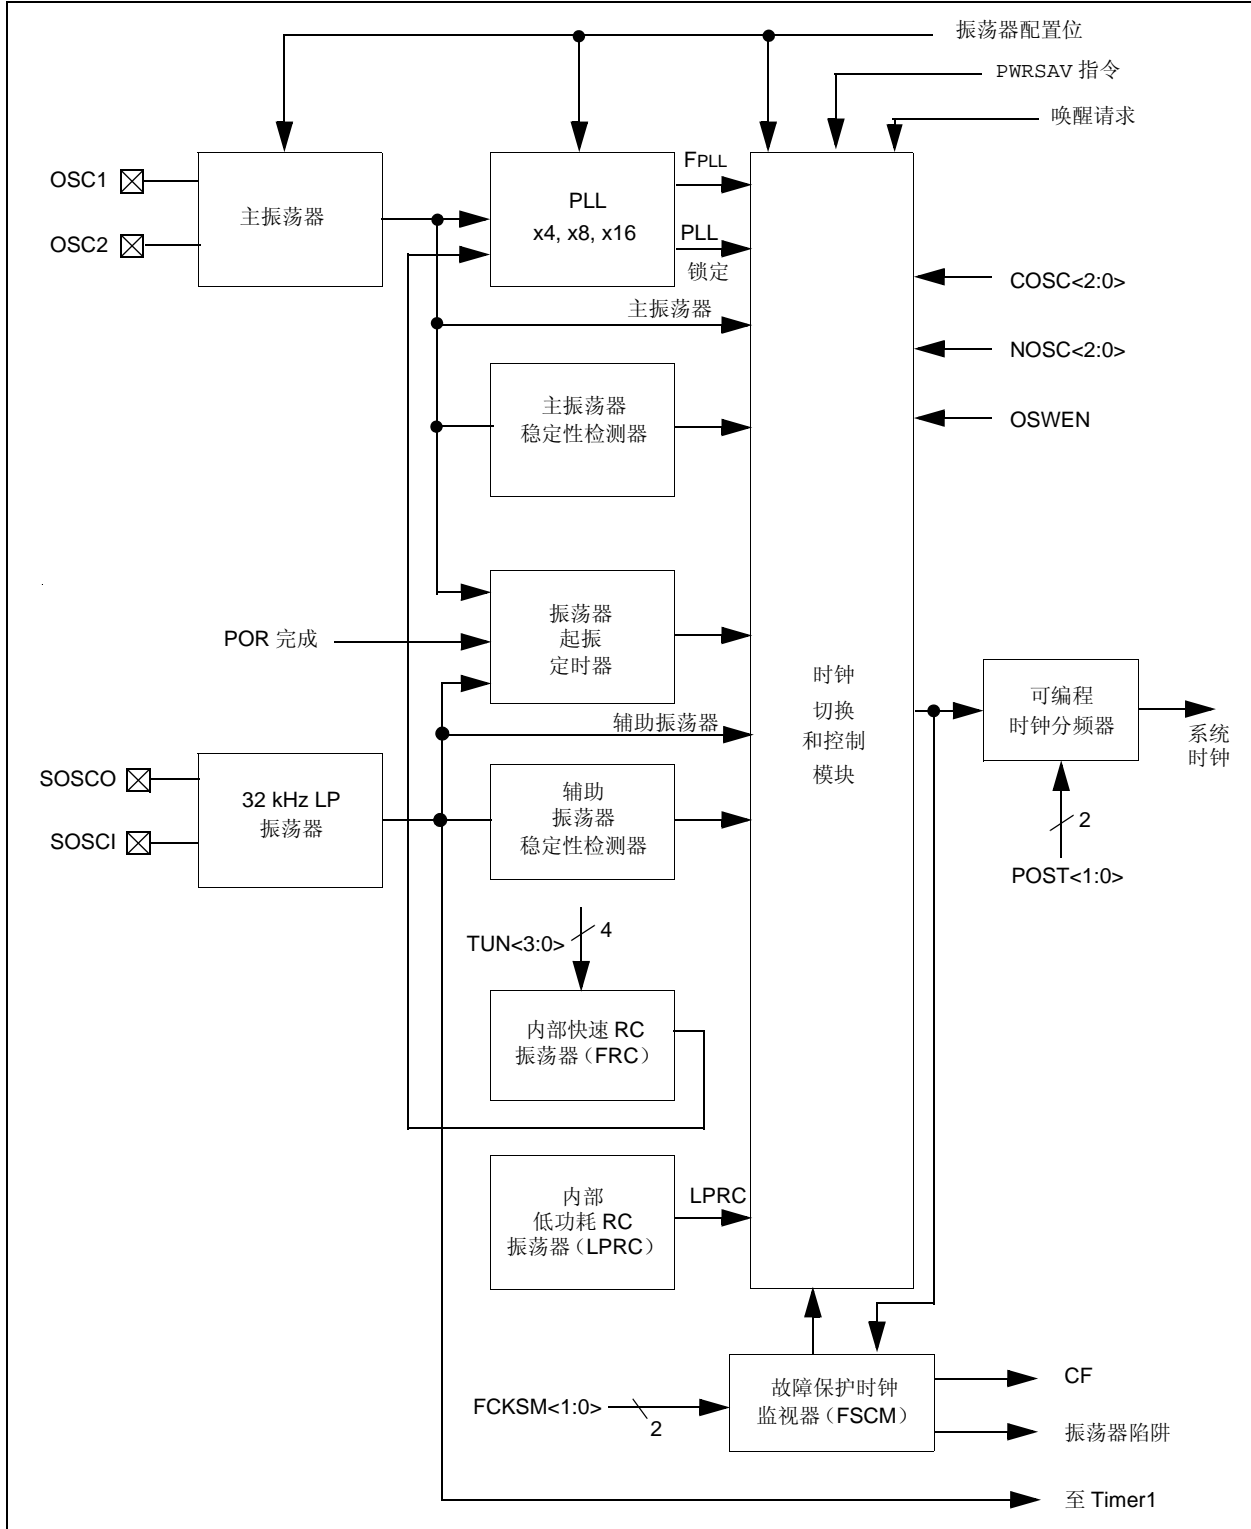 振荡器配置位
PWRSAV 指令
唤醒请求
OSC1
OSC2
主振荡器
PLL
x4, x8, x16
FPLL
PLL
锁定
COSC<2:0>
主振荡器
NOSC<2:0>
主振荡器
稳定性检测器
OSWEN
POR 完成
振荡器
起振
定时器
时钟
切换
和控制
模块
可编程
时钟分频器
系统
时钟
辅助振荡器
SOSCO
SOSCI
32 kHz LP
振荡器
辅助
振荡器
稳定性检测器
2
POST<1:0>
TUN<3:0>
4
内部快速 RC
振荡器（FRC）
内部
低功耗 RC
振荡器（LPRC）
LPRC
FCKSM<1:0>
2
故障保护时钟
监视器（FSCM）
CF
振荡器陷阱
至 Timer1